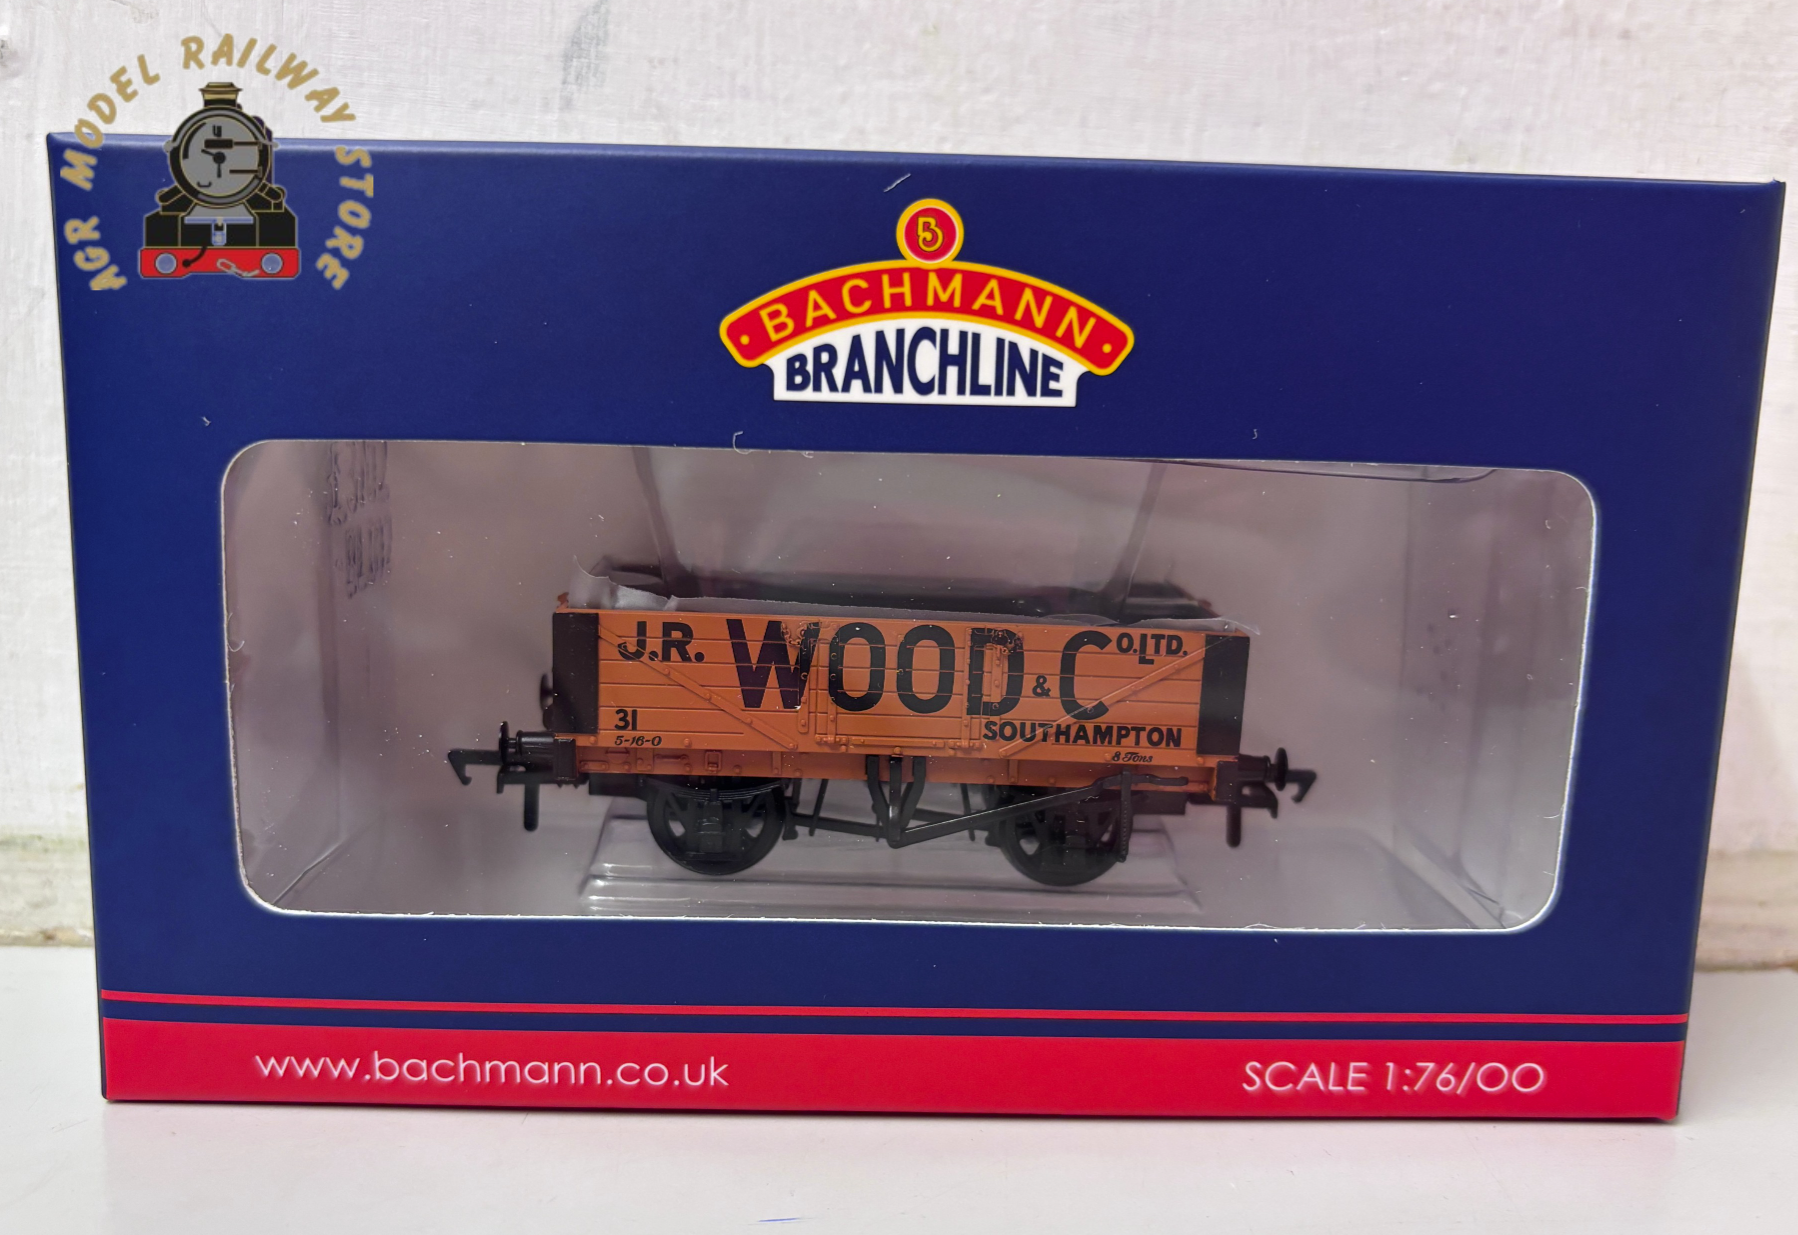 AGR MODEL RAILWAY STORE
B
BACHMANN
BRANCHLINE
J.R. WOOD & CO. LTD.
31
SOUTHAMPTON
5-16-0
8 Tons
www.bachmann.co.uk
SCALE 1:76/OO